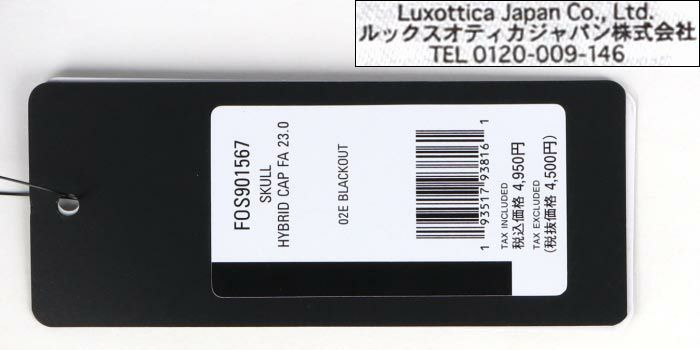 Luxottica Japan Co., Ltd.
ルックスオティカジャパン株式会社
TEL 0120-009-146
FOS901567
SKULL
HYBRID CAP FA 23.0
02E BLACKOUT
1 93517 93816 1
TAX INCLUDED
税込価格 4,950円
TAX EXCLUDED
(税抜価格 4,500円)